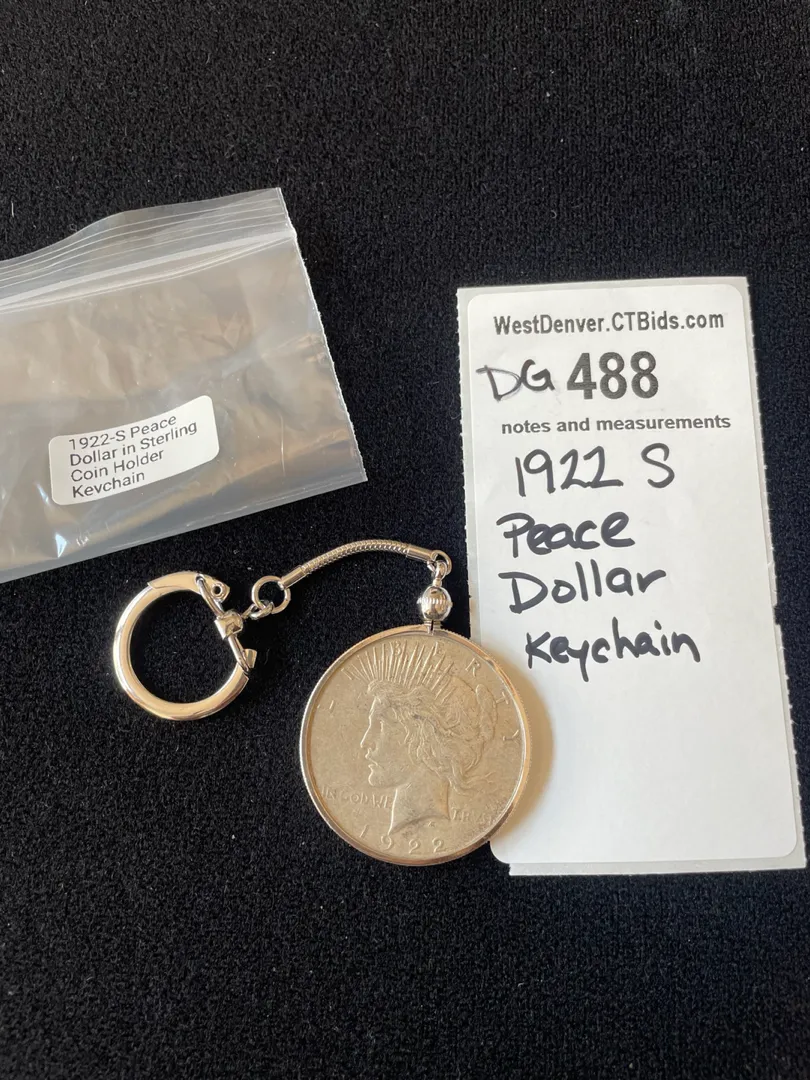 1922-S Peace
Dollar in Sterling
Coin Holder
Keychain
WestDenver.CTBids.com
DG 488
notes and measurements
1922 S
Peace
Dollar
Keychain
LIBERTY
IN GOD WE TRUST
1922